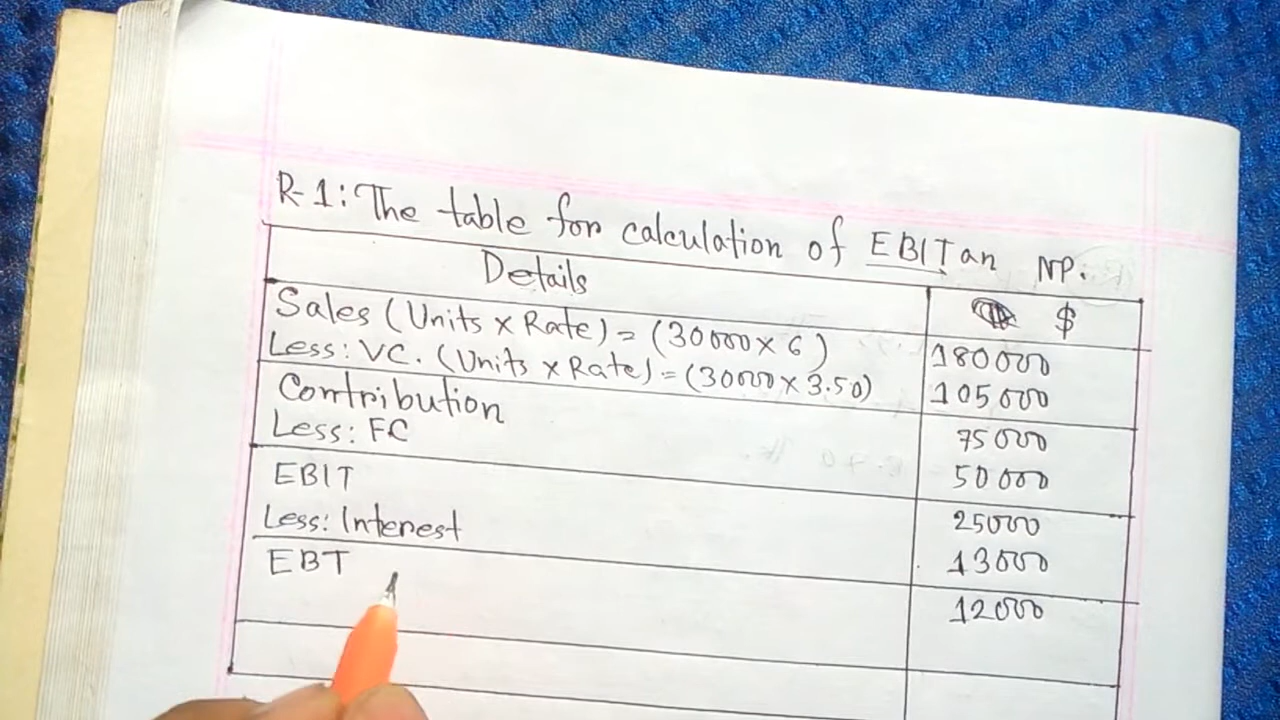 R-1: The table for calculation of EBIT an NP.
Details $
Sales (Units x Rate) = (30000 x 6) 180000
Less: VC. (Units x Rate) = (30000 x 3.50) 105000
Contribution 75000
Less: FC 50000
EBIT 25000
Less: Interest 13000
EBT 12000